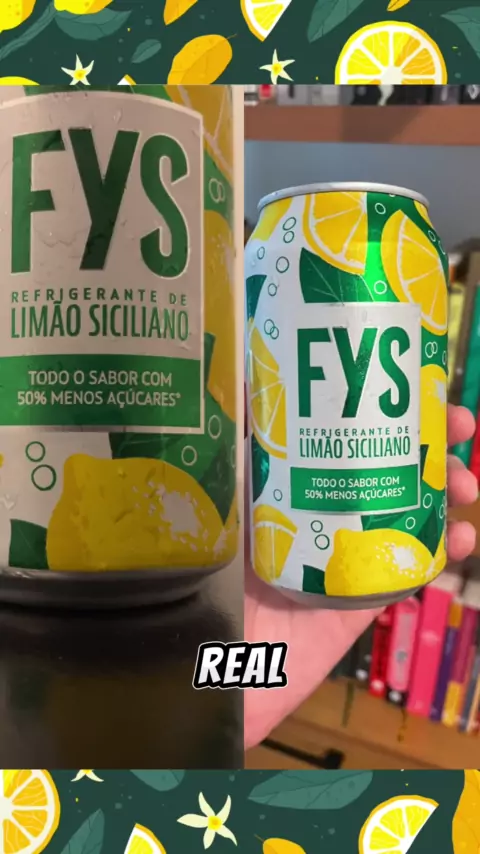 FYS
REFRIGERANTE DE
LIMÃO SICILIANO
TODO O SABOR COM
50% MENOS AÇÚCARES*
FYS
REFRIGERANTE DE
LIMÃO SICILIANO
TODO O SABOR COM
50% MENOS AÇÚCARES*
REAL